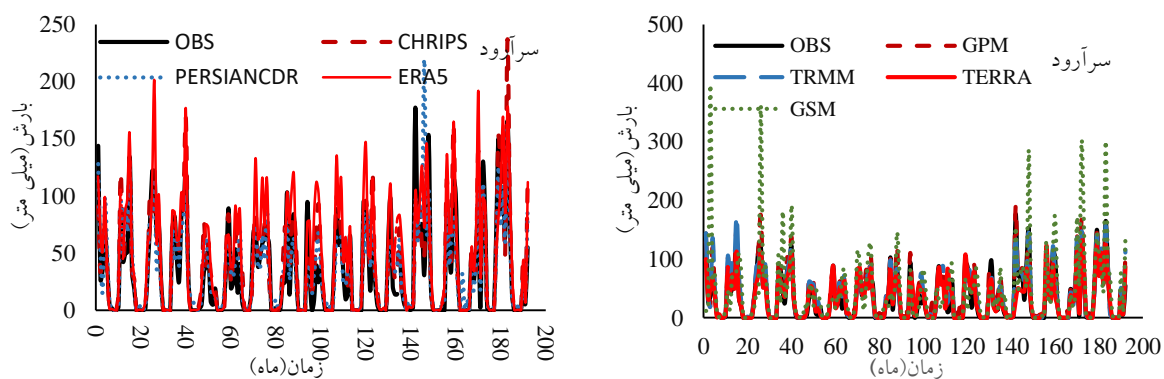 250
200
150
100
50
0
بارش(میلی متر)
OBS
CHRIPS
PERSIANCDR
ERA5
سرآرود
0 20 40 60 80 100 120 140 160 180 200
زمان(ماه)
500
400
300
200
100
0
بارش(میلی متر)
OBS
GPM
TRMM
TERRA
GSM
سرآرود
0 20 40 60 80 100 120 140 160 180 200
زمان(ماه)